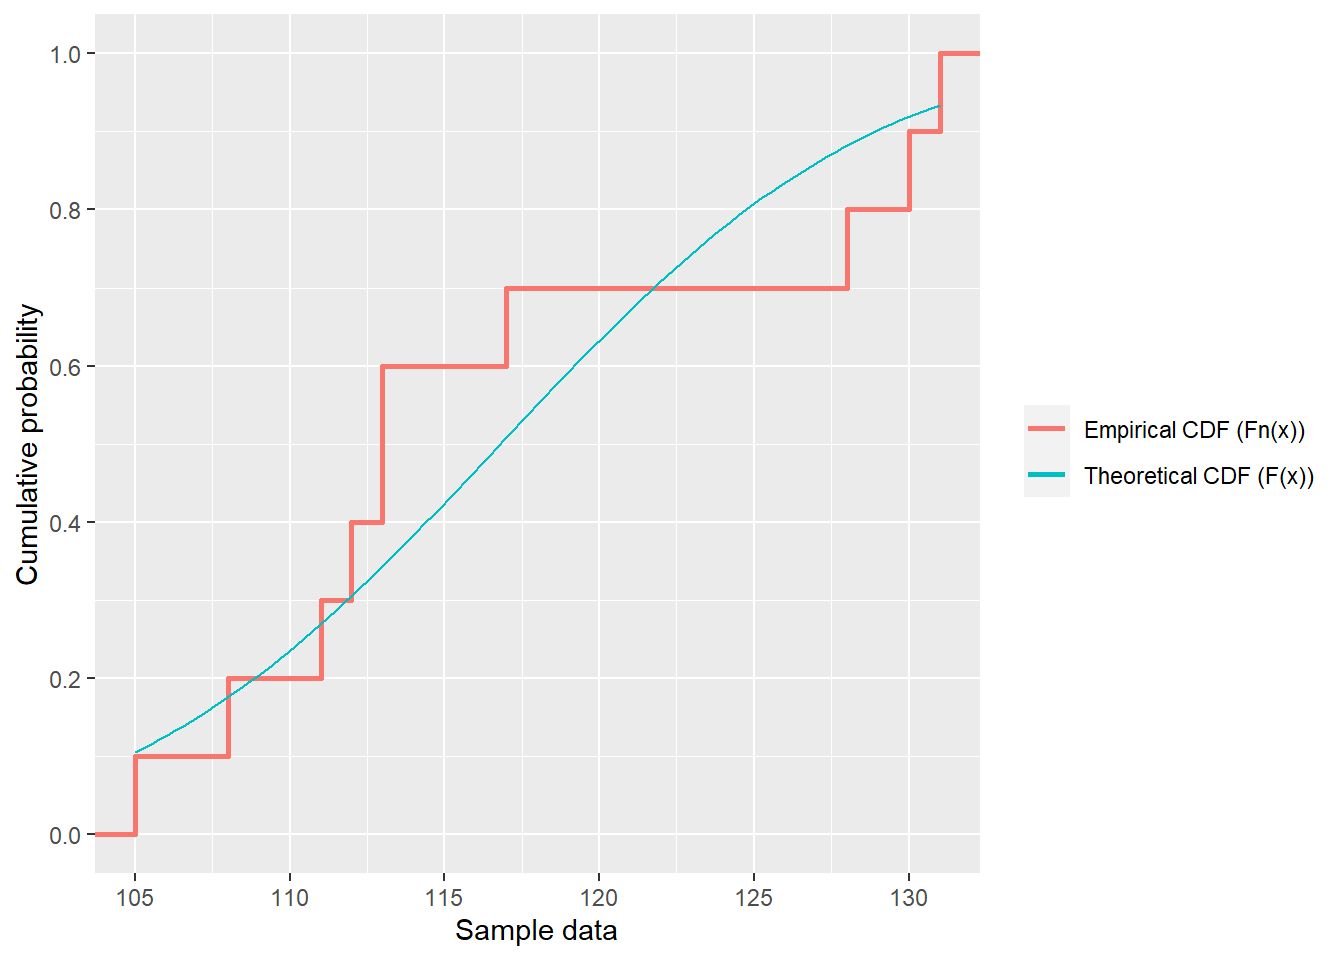 1.0
0.8
0.6
0.4
0.2
0.0
Cumulative probability
105 110 115 120 125 130
Sample data
Empirical CDF (Fn(x))
Theoretical CDF (F(x))